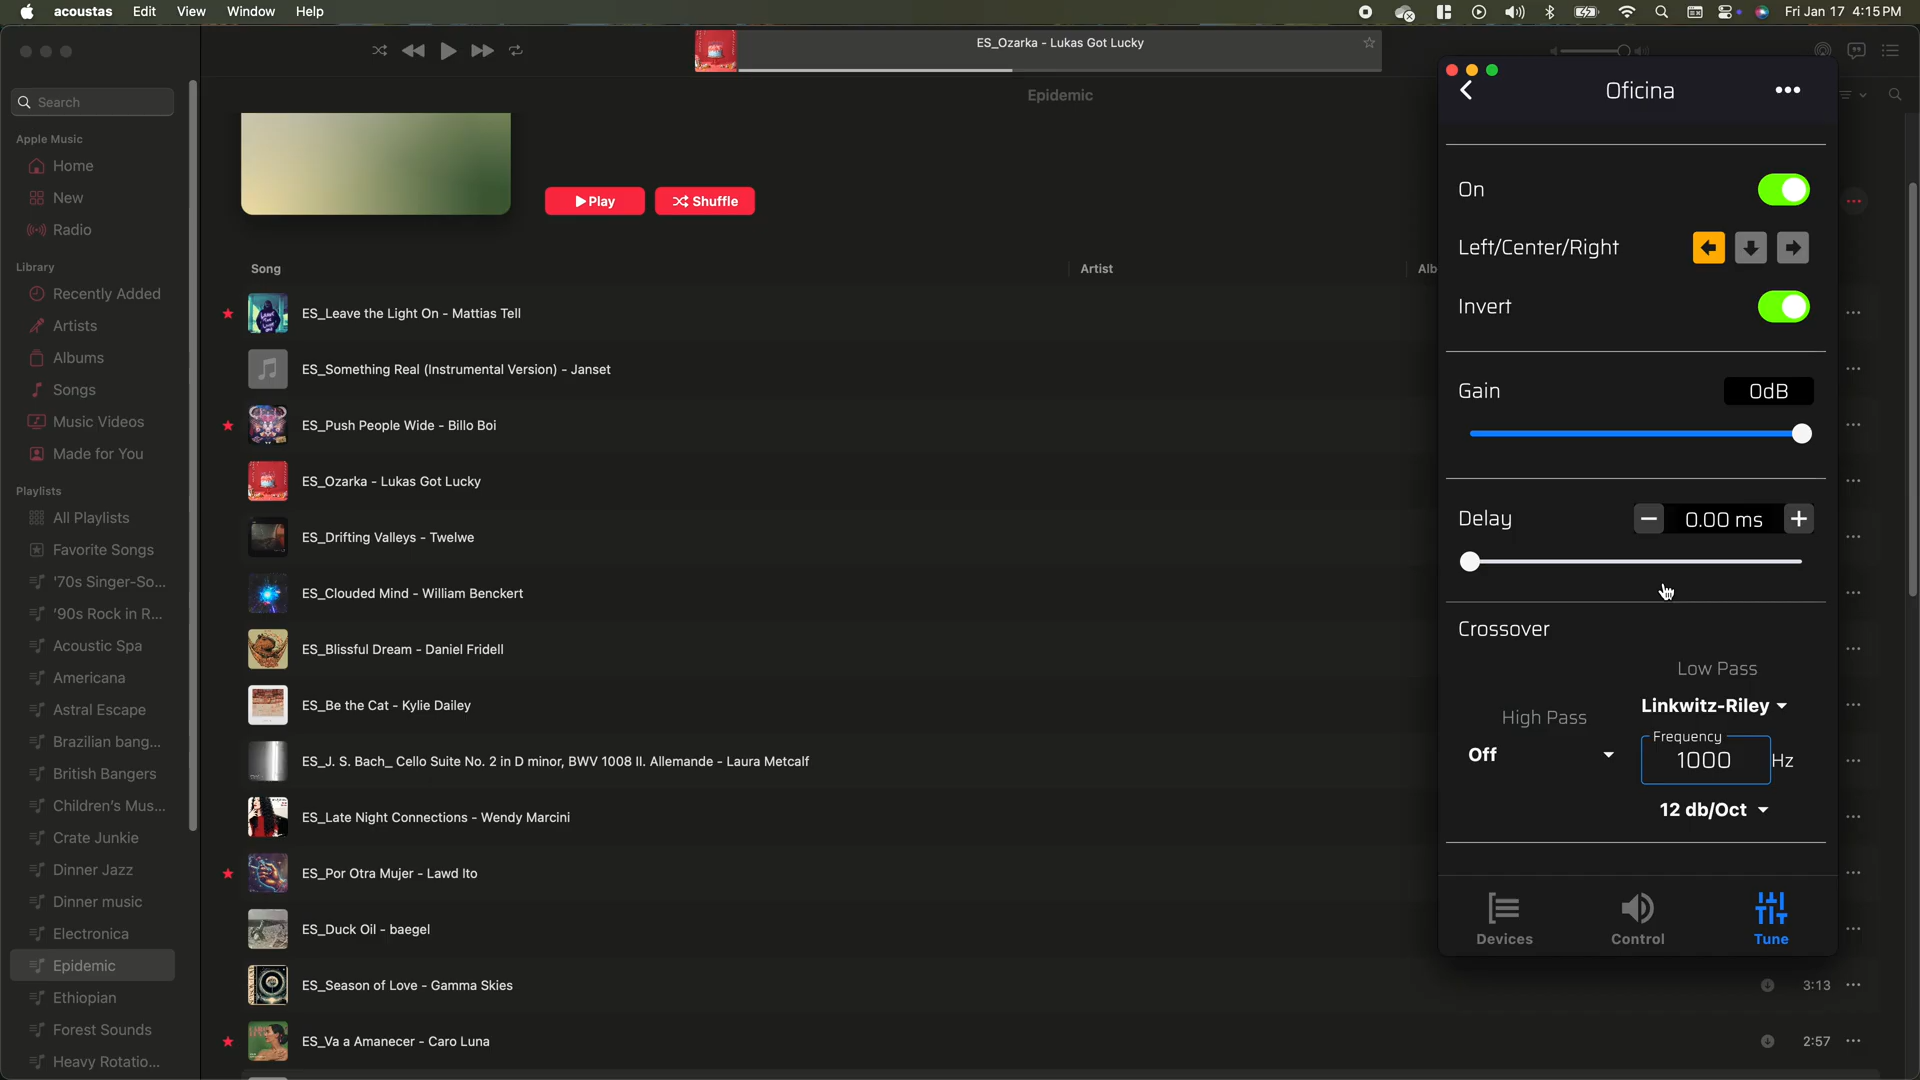 acoustas Edit View Window Help
Fri Jan 17 4:15 PM
ES_Ozarka - Lukas Got Lucky
Search
Epidemic
Apple Music
Home
New
Radio
Library
Recently Added
Artists
Albums
Songs
Music Videos
Made for You
Playlists
All Playlists
Favorite Songs
'70s Singer-So...
'90s Rock in R...
Acoustic Spa
Americana
Astral Escape
Brazilian bang...
British Bangers
Children's Mus...
Crate Junkie
Dinner Jazz
Dinner music
Electronica
Epidemic
Ethiopian
Forest Sounds
Heavy Rotatio...
Play Shuffle
Song Artist Alb
ES_Leave the Light On - Mattias Tell
ES_Something Real (Instrumental Version) - Janset
ES_Push People Wide - Billo Boi
ES_Ozarka - Lukas Got Lucky
ES_Drifting Valleys - Twelwe
ES_Clouded Mind - William Benckert
ES_Blissful Dream - Daniel Fridell
ES_Be the Cat - Kylie Dailey
ES_J. S. Bach_ Cello Suite No. 2 in D minor, BWV 1008 II. Allemande - Laura Metcalf
ES_Late Night Connections - Wendy Marcini
ES_Por Otra Mujer - Lawd Ito
ES_Duck Oil - baegel
ES_Season of Love - Gamma Skies 3:13
ES_Va a Amanecer - Caro Luna 2:57
Oficina
On
Left/Center/Right
Invert
Gain 0dB
Delay 0.00 ms
Crossover
Low Pass
Linkwitz-Riley
High Pass
Frequency
Off
1000 Hz
12 db/Oct
Devices Control Tune